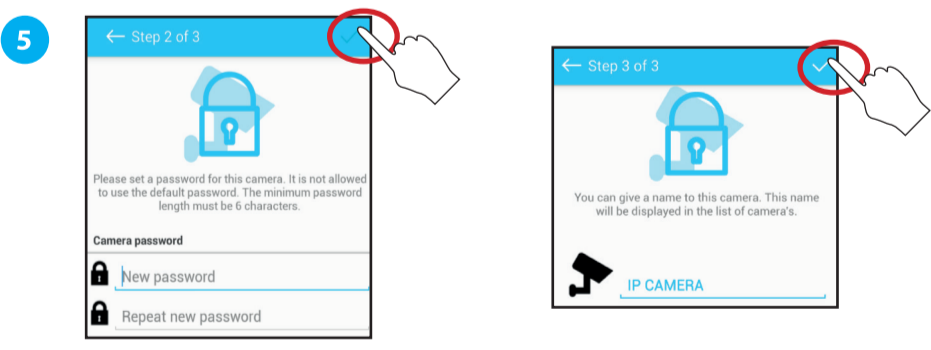 5
← Step 2 of 3
Please set a password for this camera. It is not allowed
to use the default password. The minimum password
length must be 6 characters.
Camera password
New password
Repeat new password
← Step 3 of 3
You can give a name to this camera. This name
will be displayed in the list of camera's.
IP CAMERA